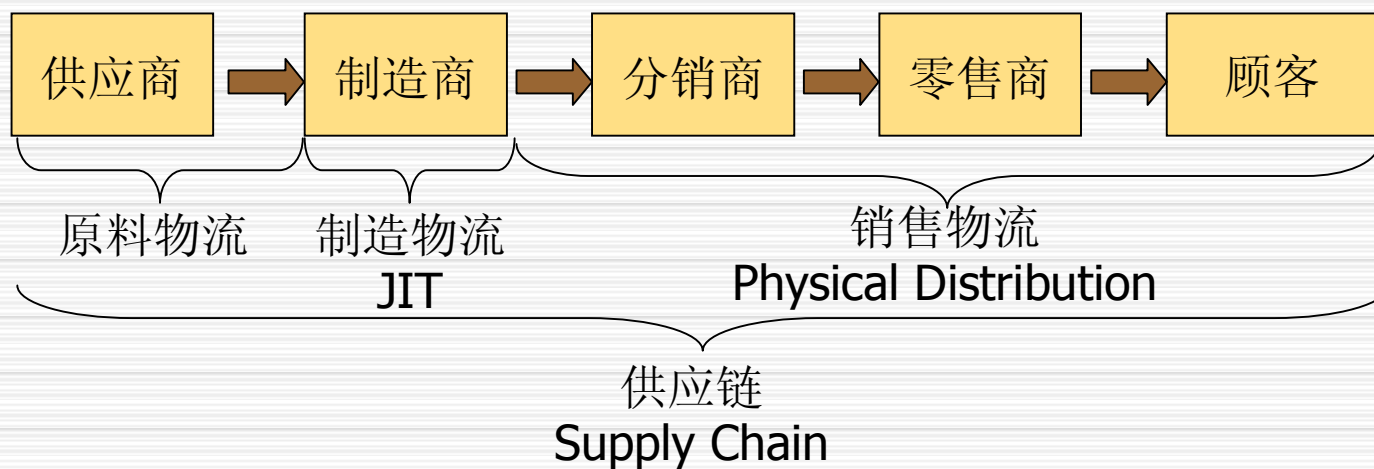 供应商
制造商
分销商
零售商
顾客
原料物流
制造物流
JIT
销售物流
Physical Distribution
供应链
Supply Chain